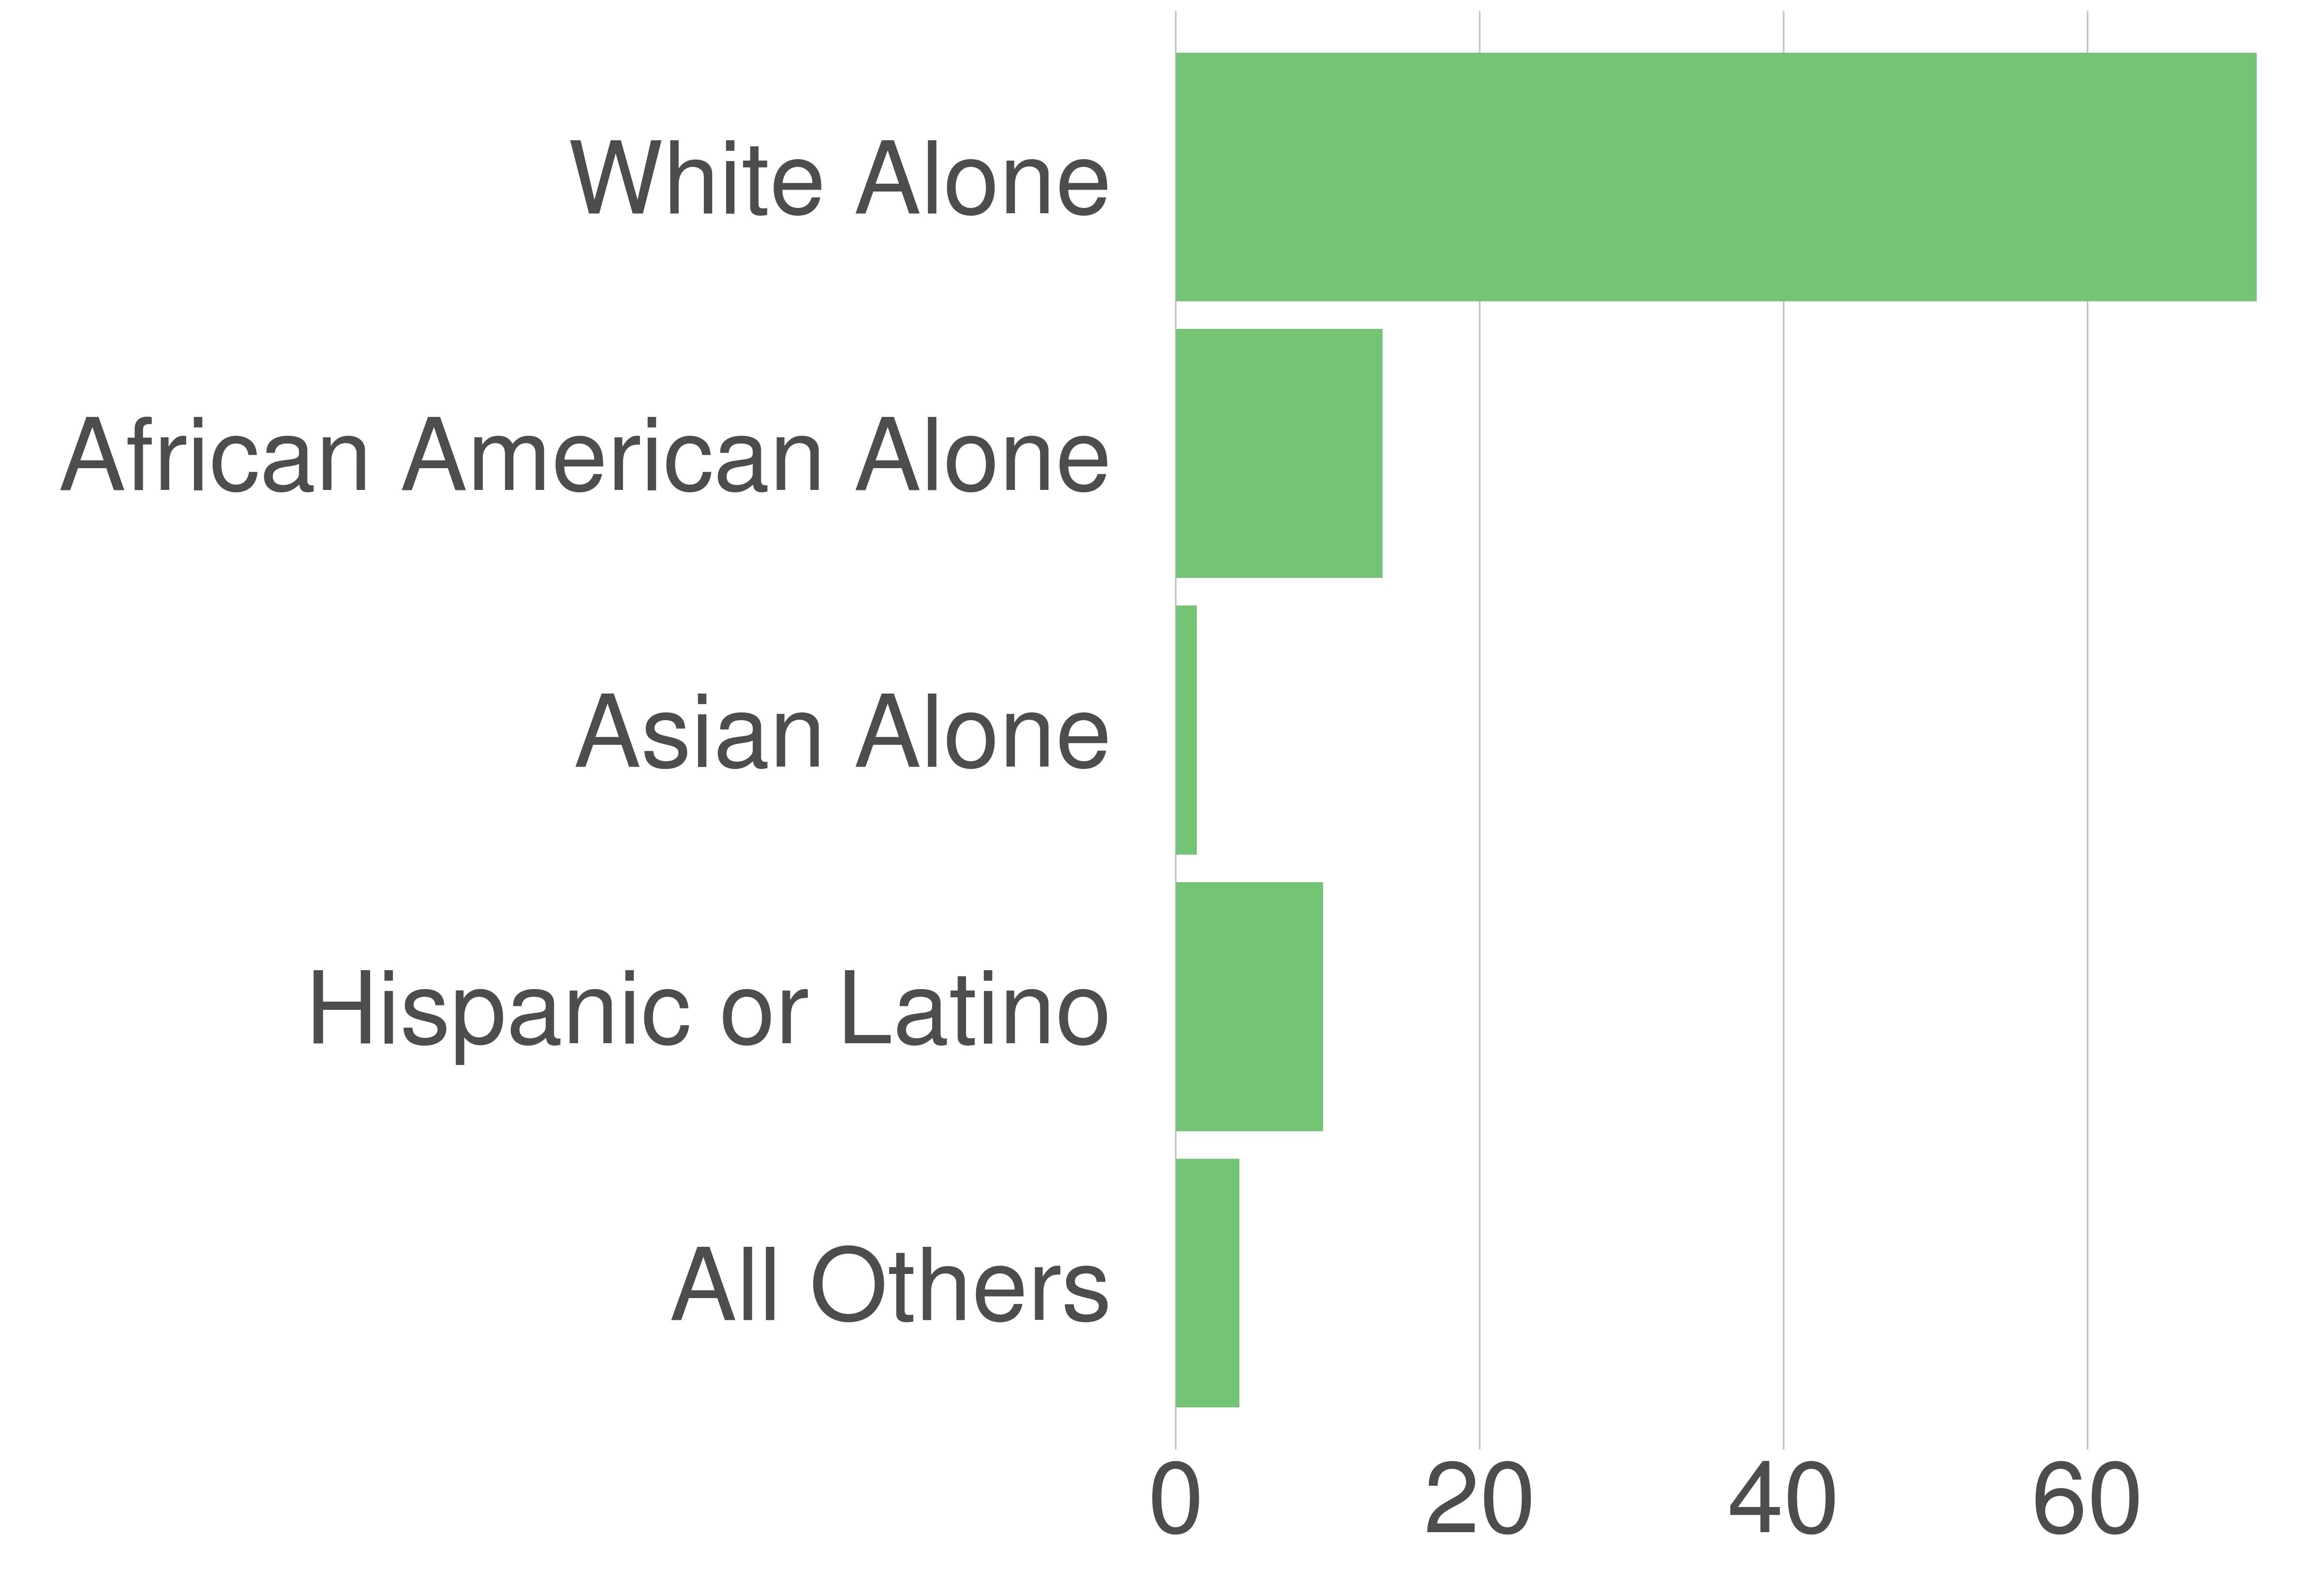 White Alone
African American Alone
Asian Alone
Hispanic or Latino
All Others
0 20 40 60